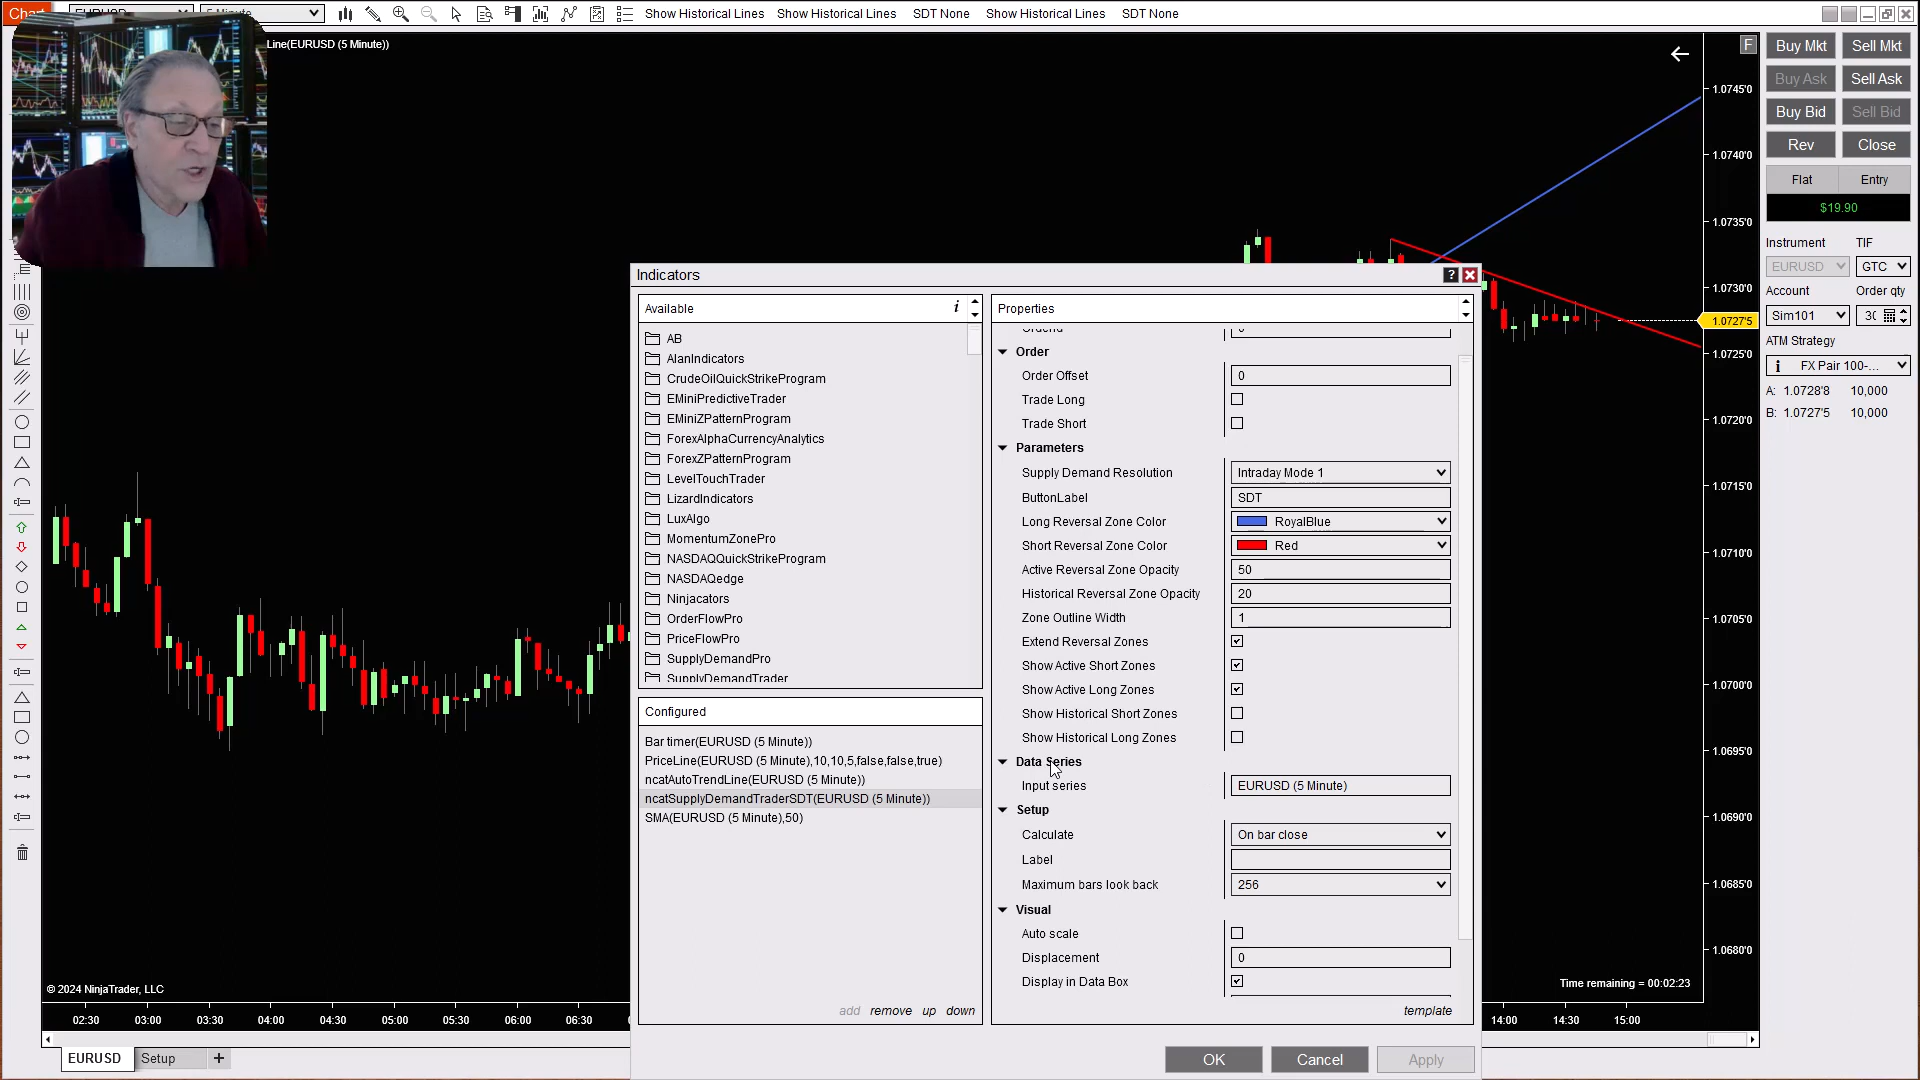 Chart
EURUSD
5 Minute
Show Historical Lines
Show Historical Lines
SDT None
Show Historical Lines
SDT None
Line(EURUSD (5 Minute))
F
Buy Mkt
Sell Mkt
Buy Ask
Sell Ask
Buy Bid
Sell Bid
Rev
Close
Flat
Entry
$19.90
Instrument
TIF
EURUSD
GTC
Account
Order qty
Sim101
ATM Strategy
i
FX Pair 100-...
A: 1.0728'8 10,000
B: 1.0727'5 10,000
1.0745'0
1.0740'0
1.0735'0
1.0730'0
1.0727'5
1.0725'0
1.0720'0
1.0715'0
1.0710'0
1.0705'0
1.0700'0
1.0695'0
1.0690'0
1.0685'0
1.0680'0
Indicators
?
Available
i
AB
AlanIndicators
CrudeOilQuickStrikeProgram
EMiniPredictiveTrader
EMiniZPatternProgram
ForexAlphaCurrencyAnalytics
ForexZPatternProgram
LevelTouchTrader
LizardIndicators
LuxAlgo
MomentumZonePro
NASDAQQuickStrikeProgram
NASDAQedge
Ninjacators
OrderFlowPro
PriceFlowPro
SupplyDemandPro
SupplyDemandTrader
Configured
Bar timer(EURUSD (5 Minute))
PriceLine(EURUSD (5 Minute),10,10,5,false,false,true)
ncatAutoTrendLine(EURUSD (5 Minute))
ncatSupplyDemandTraderSDT(EURUSD (5 Minute))
SMA(EURUSD (5 Minute),50)
add remove up down
Properties
Order
Order Offset 0
Trade Long
Trade Short
Parameters
Supply Demand Resolution Intraday Mode 1
ButtonLabel SDT
Long Reversal Zone Color RoyalBlue
Short Reversal Zone Color Red
Active Reversal Zone Opacity 50
Historical Reversal Zone Opacity 20
Zone Outline Width 1
Extend Reversal Zones
Show Active Short Zones
Show Active Long Zones
Show Historical Short Zones
Show Historical Long Zones
Data Series
Input series EURUSD (5 Minute)
Setup
Calculate On bar close
Label
Maximum bars look back 256
Visual
Auto scale
Displacement 0
Display in Data Box
template
OK
Cancel
Apply
© 2024 NinjaTrader, LLC
Time remaining = 00:02:23
02:30 03:00 03:30 04:00 04:30 05:00 05:30 06:00 06:30 14:00 14:30 15:00
EURUSD
Setup
+